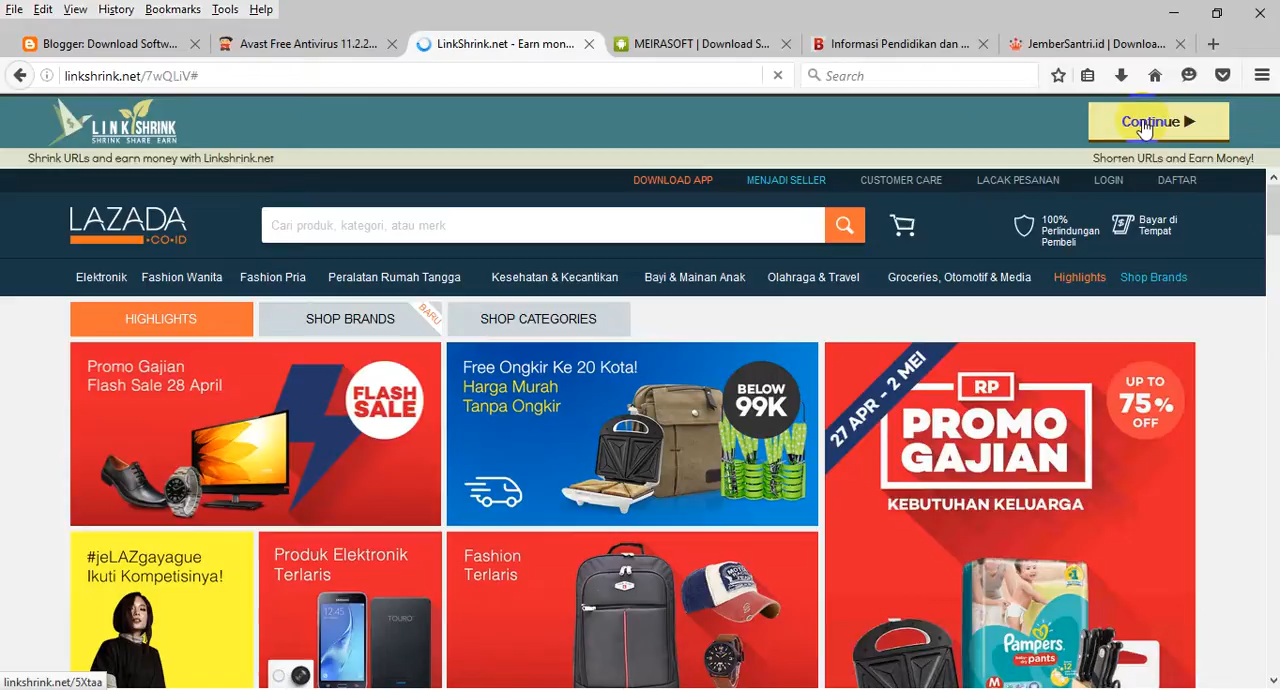 File Edit View History Bookmarks Tools Help
Blogger: Download Softw...
Avast Free Antivirus 11.2.2...
LinkShrink.net - Earn mon...
MEIRASOFT | Download S...
Informasi Pendidikan dan ...
JemberSantri.id | Downloa...
linkshrink.net/7wQLiV#
Search
LINKSHRINK
SHRINK SHARE EARN
Continue
Shrink URLs and earn money with Linkshrink.net
Shorten URLs and Earn Money!
DOWNLOAD APP MENJADI SELLER CUSTOMER CARE LACAK PESANAN LOGIN DAFTAR
LAZADA
.CO.ID
Cari produk, kategori, atau merk
100%
Perlindungan
Pembeli
Bayar di
Tempat
Elektronik Fashion Wanita Fashion Pria Peralatan Rumah Tangga Kesehatan & Kecantikan Bayi & Mainan Anak Olahraga & Travel Groceries, Otomotif & Media Highlights Shop Brands
HIGHLIGHTS
SHOP BRANDS
BARU
SHOP CATEGORIES
Promo Gajian
Flash Sale 28 April
FLASH
SALE
Free Ongkir Ke 20 Kota!
Harga Murah
Tanpa Ongkir
BELOW
99K
27 APR - 2 MEI
RP
PROMO
GAJIAN
KEBUTUHAN KELUARGA
UP TO
75%
OFF
#jeLAZgayague
Ikuti Kompetisinya!
Produk Elektronik
Terlaris
12:45
TOURO
Fashion
Terlaris
Pampers
baby dry
pants
M
linkshrink.net/5Xtaa